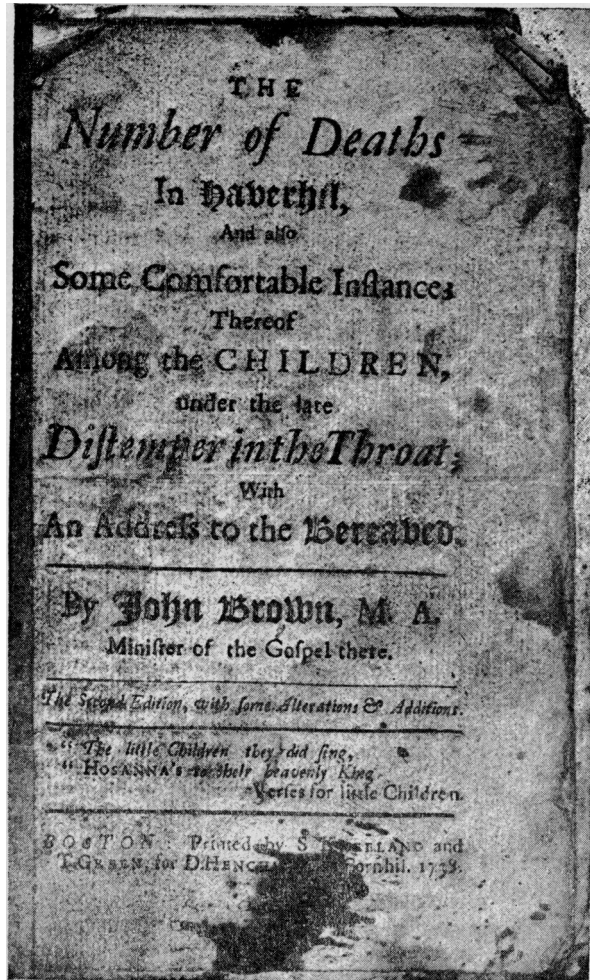 THE
Number of Deaths
In Haverhil,
And also
Some Comfortable Inſtances
Thereof
Among the CHILDREN,
under the late
Diſtemper in the Throat;
With
An Addreſs to the Bereaved.
By John Brown, M. A.
Miniſter of the Goſpel there.
The Second Edition, with ſome Alterations & Additions.
" The little Children they did ſing,
" HOSANNA's to their heavenly King.
Verſes for little Children.
BOSTON: Printed by S. and
T. GREEN, for D. Cornhil. 1738.